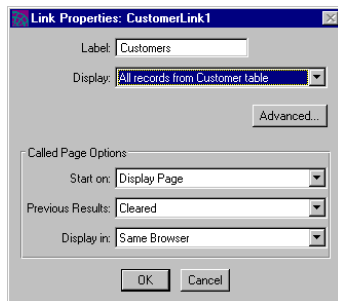 Link Properties: CustomerLink1
Label: Customers
Display: All records from Customer table
Advanced...
Called Page Options
Start on: Display Page
Previous Results: Cleared
Display in: Same Browser
OK Cancel